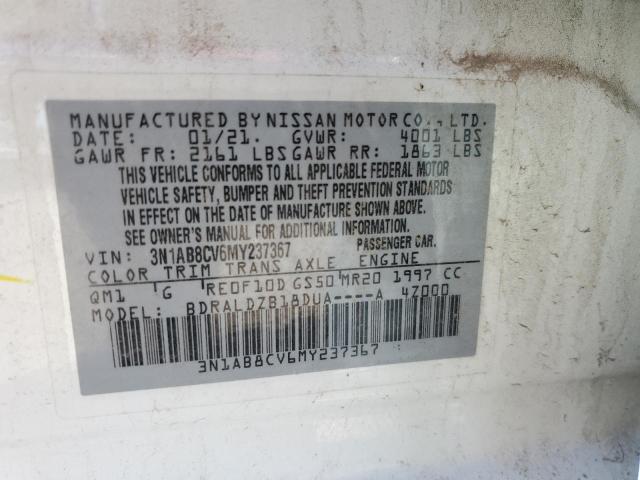 MANUFACTURED BY NISSAN MOTOR CO., LTD.
DATE: 01/21. GVWR: 4001 LBS
GAWR FR: 2161 LBS GAWR RR: 1863 LBS
THIS VEHICLE CONFORMS TO ALL APPLICABLE FEDERAL MOTOR
VEHICLE SAFETY, BUMPER AND THEFT PREVENTION STANDARDS
IN EFFECT ON THE DATE OF MANUFACTURE SHOWN ABOVE.
SEE OWNER'S MANUAL FOR ADDITIONAL INFORMATION.
VIN: 3N1AB8CV6MY237367 PASSENGER CAR.
COLOR TRIM TRANS AXLE ENGINE
QM1 G RE0F10D GS50 MR20 1997 CC
MODEL: BDRALDZB18DUA----A 47000
3N1AB8CV6MY237367